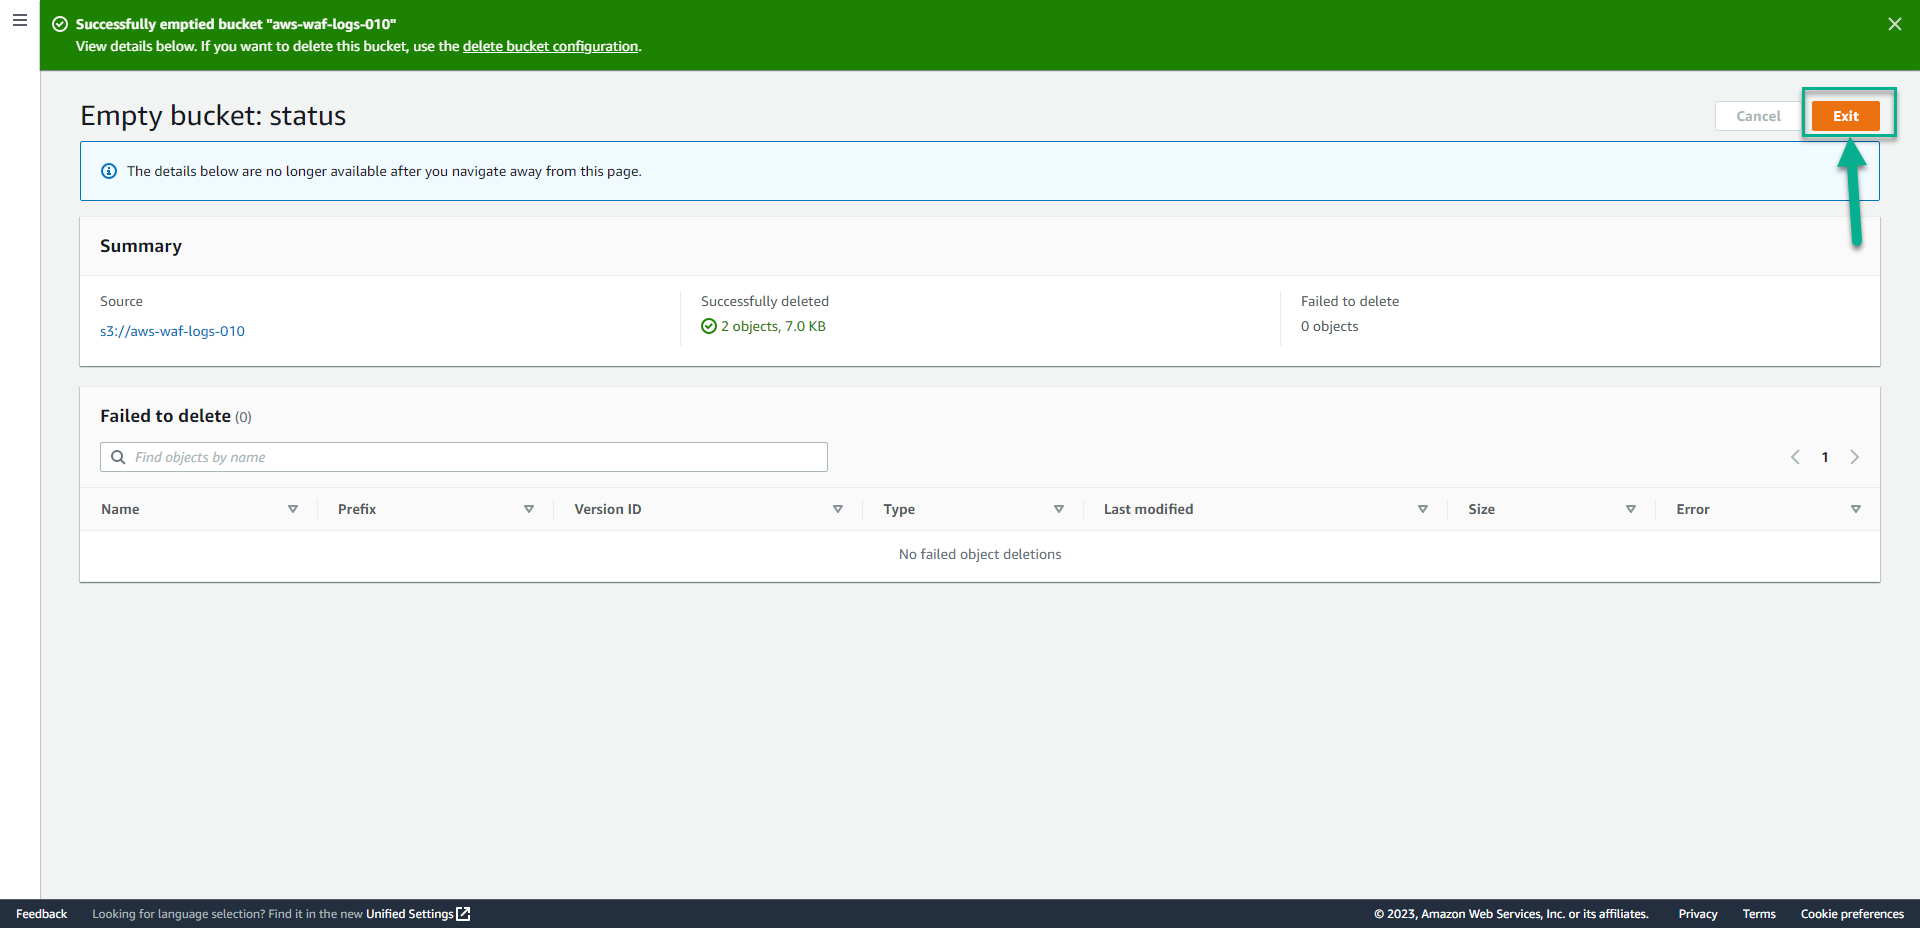 Successfully emptied bucket "aws-waf-logs-010"
View details below. If you want to delete this bucket, use the delete bucket configuration.
Empty bucket: status
Cancel
Exit
The details below are no longer available after you navigate away from this page.
Summary
Source
s3://aws-waf-logs-010
Successfully deleted
2 objects, 7.0 KB
Failed to delete
0 objects
Failed to delete (0)
Find objects by name
1
Name Prefix Version ID Type Last modified Size Error
No failed object deletions
Feedback Looking for language selection? Find it in the new Unified Settings © 2023, Amazon Web Services, Inc. or its affiliates. Privacy Terms Cookie preferences